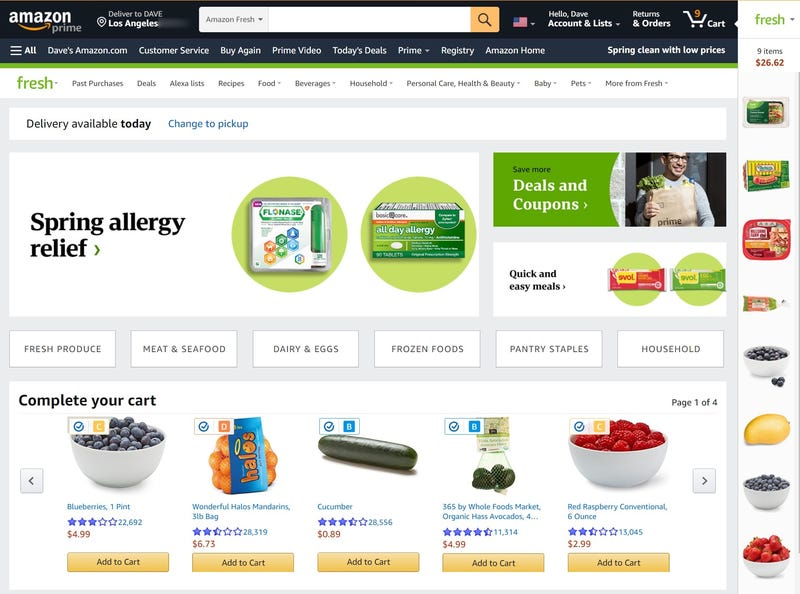 amazon
prime
Deliver to DAVE
Los Angeles
Amazon Fresh
Hello, Dave
Account & Lists
Returns
& Orders
9
Cart
fresh
All
Dave's Amazon.com
Customer Service
Buy Again
Prime Video
Today's Deals
Prime
Registry
Amazon Home
Spring clean with low prices
9 items
$26.62
fresh
Past Purchases
Deals
Alexa lists
Recipes
Food
Beverages
Household
Personal Care, Health & Beauty
Baby
Pets
More from Fresh
Delivery available today
Change to pickup
Spring allergy
relief ›
FLONASE
basic care
all day allergy
90 TABLETS
Original Prescription Strength
Save more
Deals and
Coupons ›
prime
Quick and
easy meals ›
evol
evol
FRESH PRODUCE
MEAT & SEAFOOD
DAIRY & EGGS
FROZEN FOODS
PANTRY STAPLES
HOUSEHOLD
Complete your cart
Page 1 of 4
C
D
B
B
C
halos
Blueberries, 1 Pint
22,692
$4.99
Add to Cart
Wonderful Halos Mandarins,
3lb Bag
28,319
$6.73
Add to Cart
Cucumber
28,556
$0.89
Add to Cart
365 by Whole Foods Market,
Organic Hass Avocados, 4...
11,314
$4.99
Add to Cart
Red Raspberry Conventional,
6 Ounce
13,045
$2.99
Add to Cart